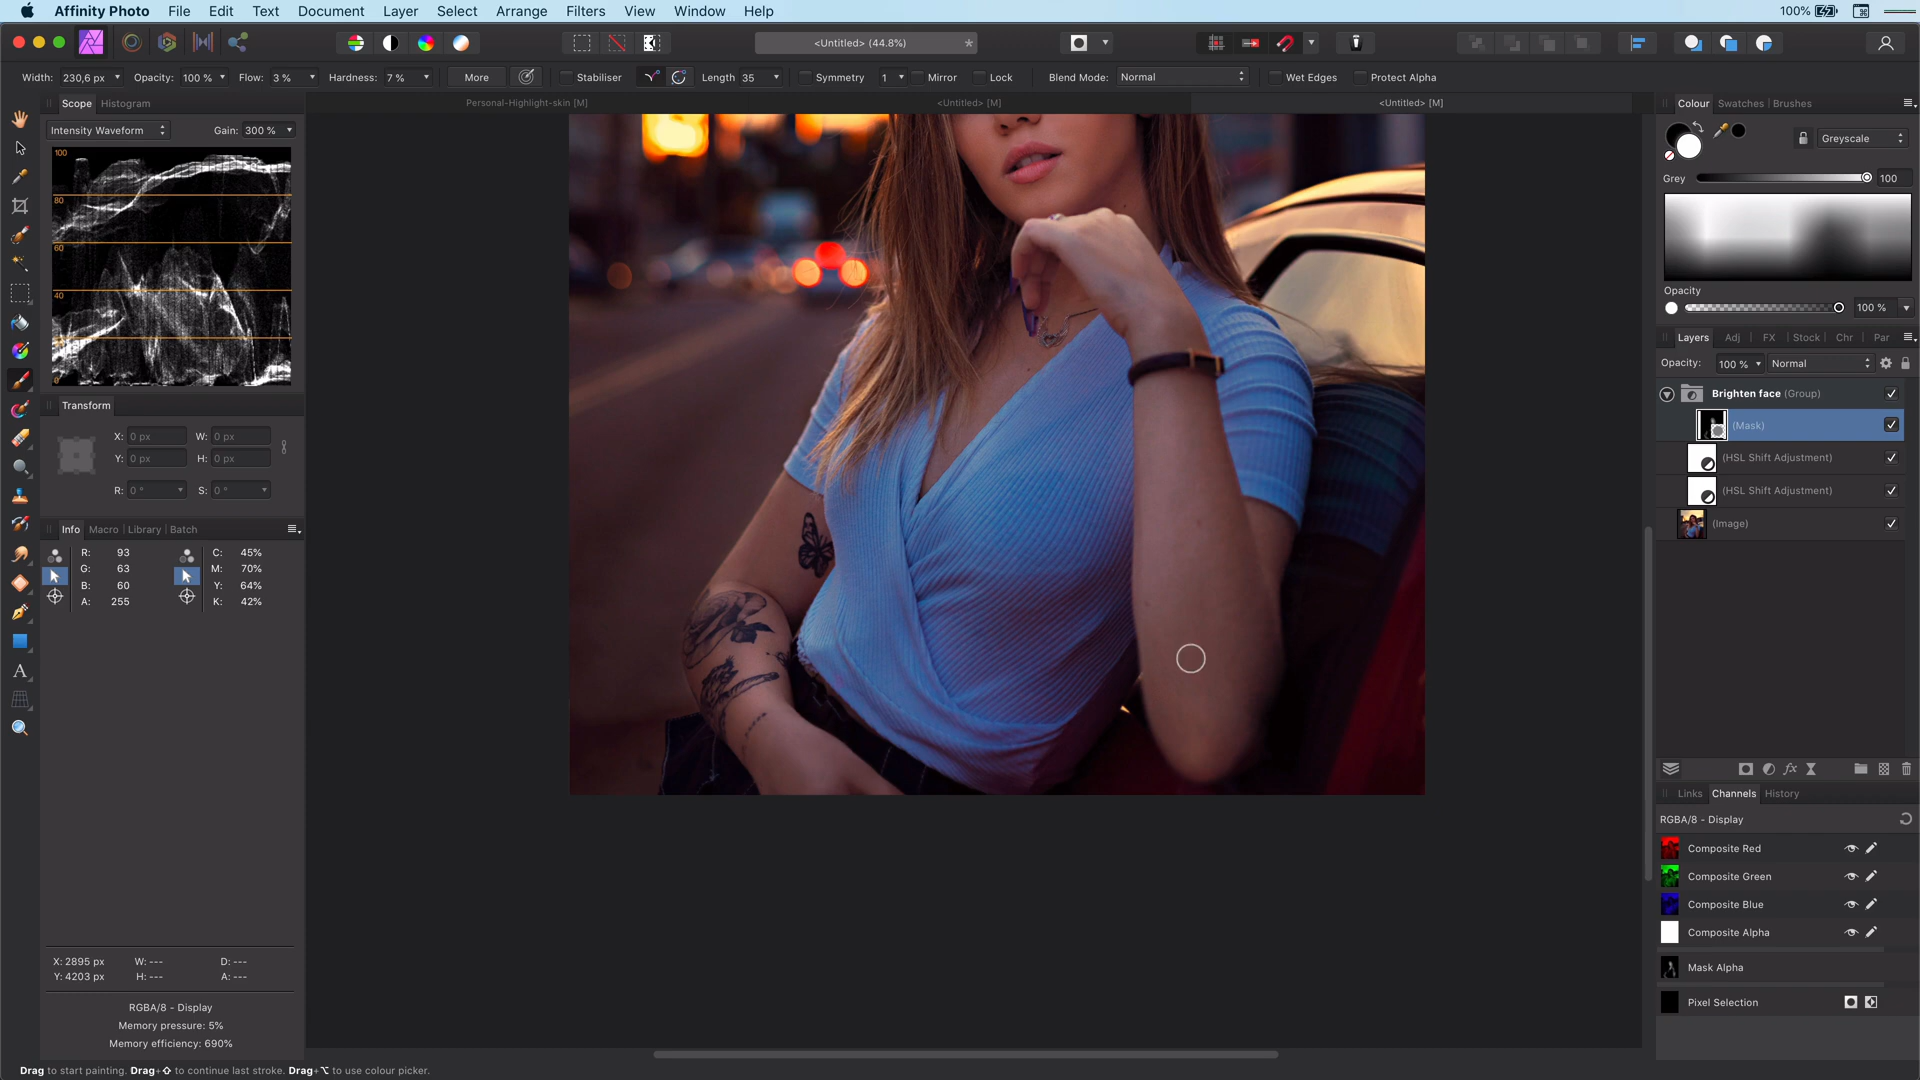 Affinity Photo File Edit Text Document Layer Select Arrange Filters View Window Help 100%
<Untitled> (44.8%) *
Width: 230,6 px Opacity: 100 % Flow: 3 % Hardness: 7 % More Stabiliser Length 35 Symmetry 1 Mirror Lock Blend Mode: Normal Wet Edges Protect Alpha
Scope Histogram
Personal-Highlight-skin [M] <Untitled> [M] <Untitled> [M]
Intensity Waveform Gain: 300 %
100
80
60
40
0
Transform
X: 0 px W: 0 px
Y: 0 px H: 0 px
R: 0 ° S: 0 °
Info Macro Library Batch
R: 93 C: 45%
G: 63 M: 70%
B: 60 Y: 64%
A: 255 K: 42%
X: 2895 px W: --- D: ---
Y: 4203 px H: --- A: ---
RGBA/8 - Display
Memory pressure: 5%
Memory efficiency: 690%
Drag to start painting. Drag+⇧ to continue last stroke. Drag+⌥ to use colour picker.
Colour Swatches Brushes
Greyscale
Grey 100
Opacity
100 %
Layers Adj FX Stock Chr Par
Opacity: 100 % Normal
Brighten face (Group)
(Mask)
(HSL Shift Adjustment)
(HSL Shift Adjustment)
(Image)
Links Channels History
RGBA/8 - Display
Composite Red
Composite Green
Composite Blue
Composite Alpha
Mask Alpha
Pixel Selection